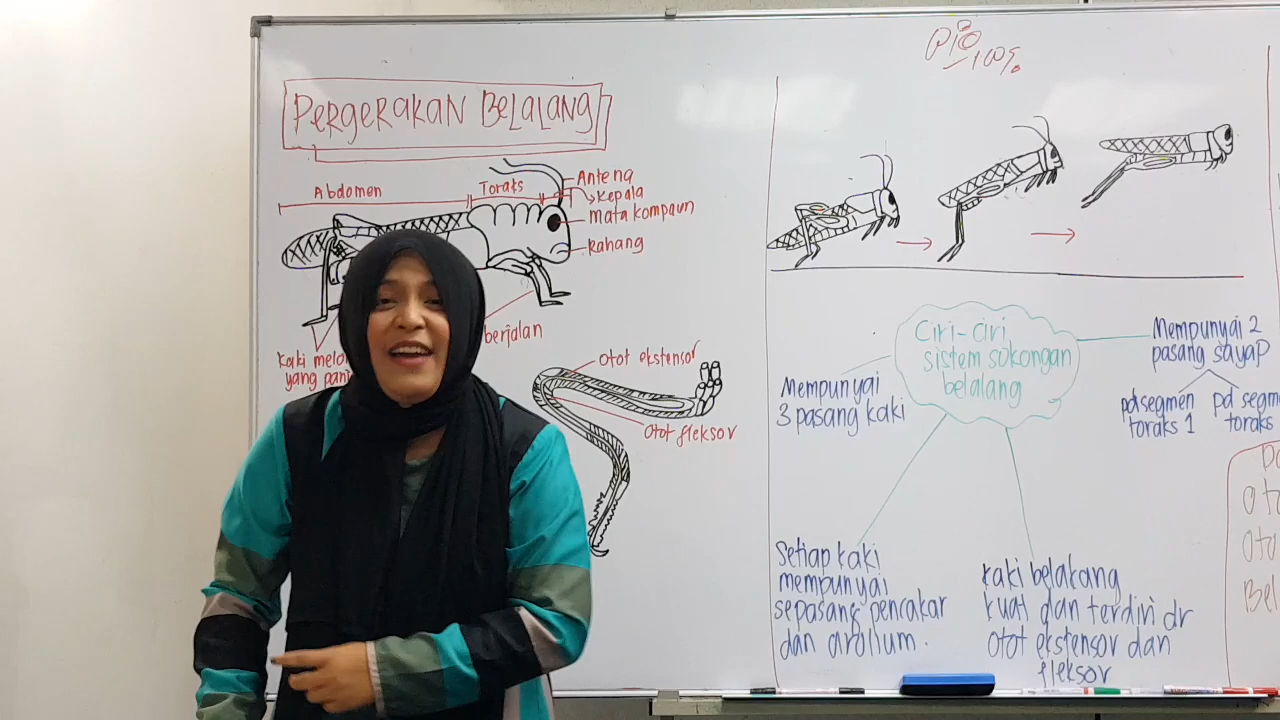 PERGERAKAN BELALANG
Abdomen
Toraks
Antena
Kepala
Mata kompaun
Rahang
berjalan
Kaki
yang
Otot ekstensor
Otot fleksor
100%
Ciri-ciri
sistem sokongan
belalang
Mempunyai
3 pasang kaki
Mempunyai 2
pasang sayap
pd segmen
toraks 1
pd
toraks
Setiap kaki
mempunyai
sepasang pencakar
dan arolium.
Kaki belakang
kuat dan terdiri dr
otot ekstensor dan
fleksor